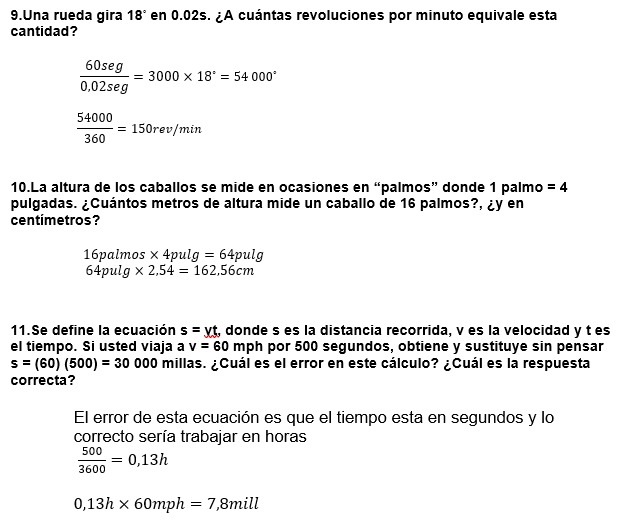 9.Una rueda gira 18° en 0.02s. ¿A cuántas revoluciones por minuto equivale esta
cantidad?
60seg
0,02seg
= 3000 × 18° = 54 000°
54000
360
= 150rev/min
10.La altura de los caballos se mide en ocasiones en “palmos” donde 1 palmo = 4
pulgadas. ¿Cuántos metros de altura mide un caballo de 16 palmos?, ¿y en
centímetros?
16palmos × 4pulg = 64pulg
64pulg × 2,54 = 162,56cm
11.Se define la ecuación s = vt, donde s es la distancia recorrida, v es la velocidad y t es
el tiempo. Si usted viaja a v = 60 mph por 500 segundos, obtiene y sustituye sin pensar
s = (60) (500) = 30 000 millas. ¿Cuál es el error en este cálculo? ¿Cuál es la respuesta
correcta?
El error de esta ecuación es que el tiempo esta en segundos y lo
correcto sería trabajar en horas
500
3600
= 0,13h
0,13h × 60mph = 7,8mill